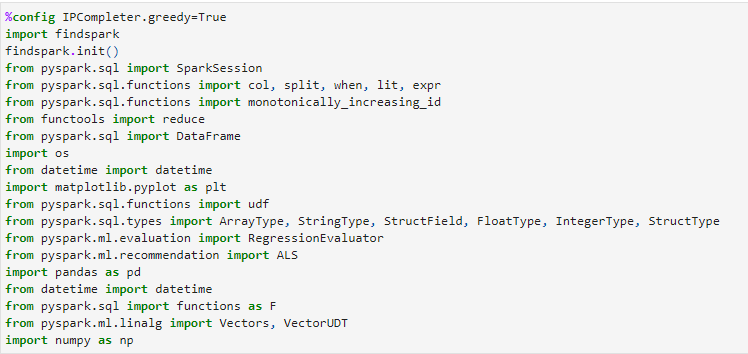 %config IPCompleter.greedy=True
import findspark
findspark.init()
from pyspark.sql import SparkSession
from pyspark.sql.functions import col, split, when, lit, expr
from pyspark.sql.functions import monotonically_increasing_id
from functools import reduce
from pyspark.sql import DataFrame
import os
from datetime import datetime
import matplotlib.pyplot as plt
from pyspark.sql.functions import udf
from pyspark.sql.types import ArrayType, StringType, StructField, FloatType, IntegerType, StructType
from pyspark.ml.evaluation import RegressionEvaluator
from pyspark.ml.recommendation import ALS
import pandas as pd
from datetime import datetime
from pyspark.sql import functions as F
from pyspark.ml.linalg import Vectors, VectorUDT
import numpy as np